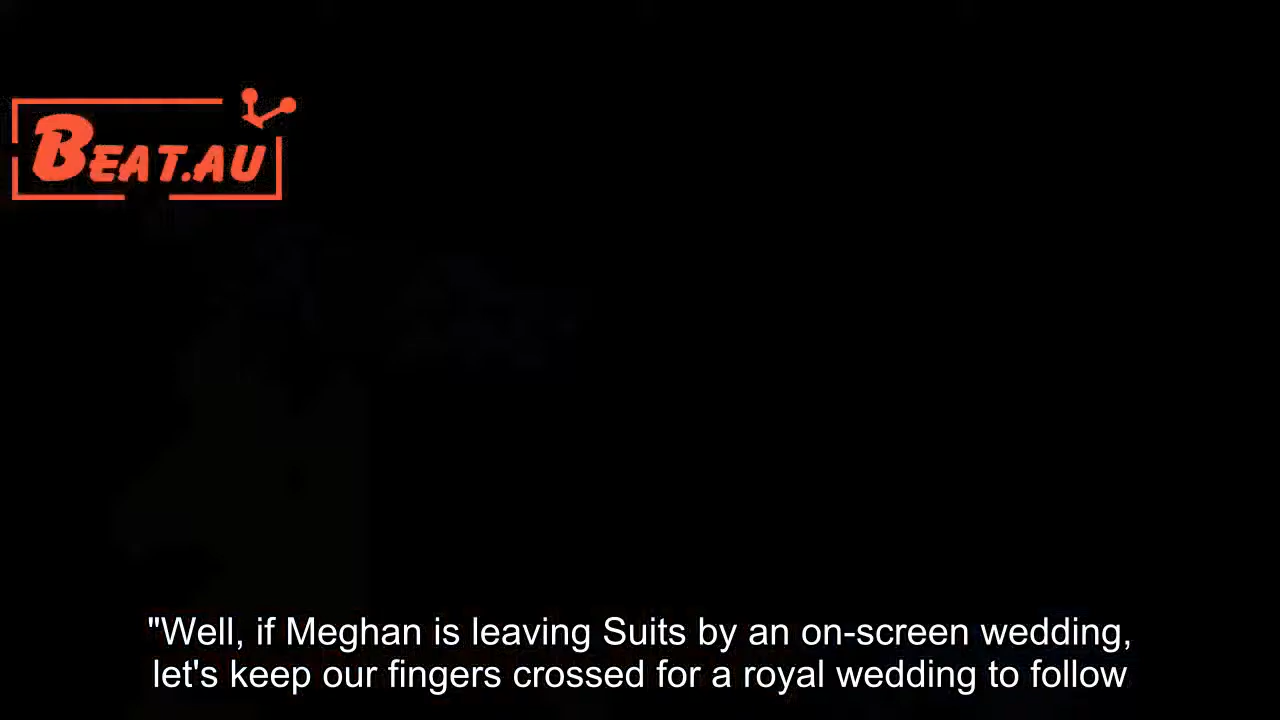 BEAT.AU
"Well, if Meghan is leaving Suits by an on-screen wedding,
let's keep our fingers crossed for a royal wedding to follow